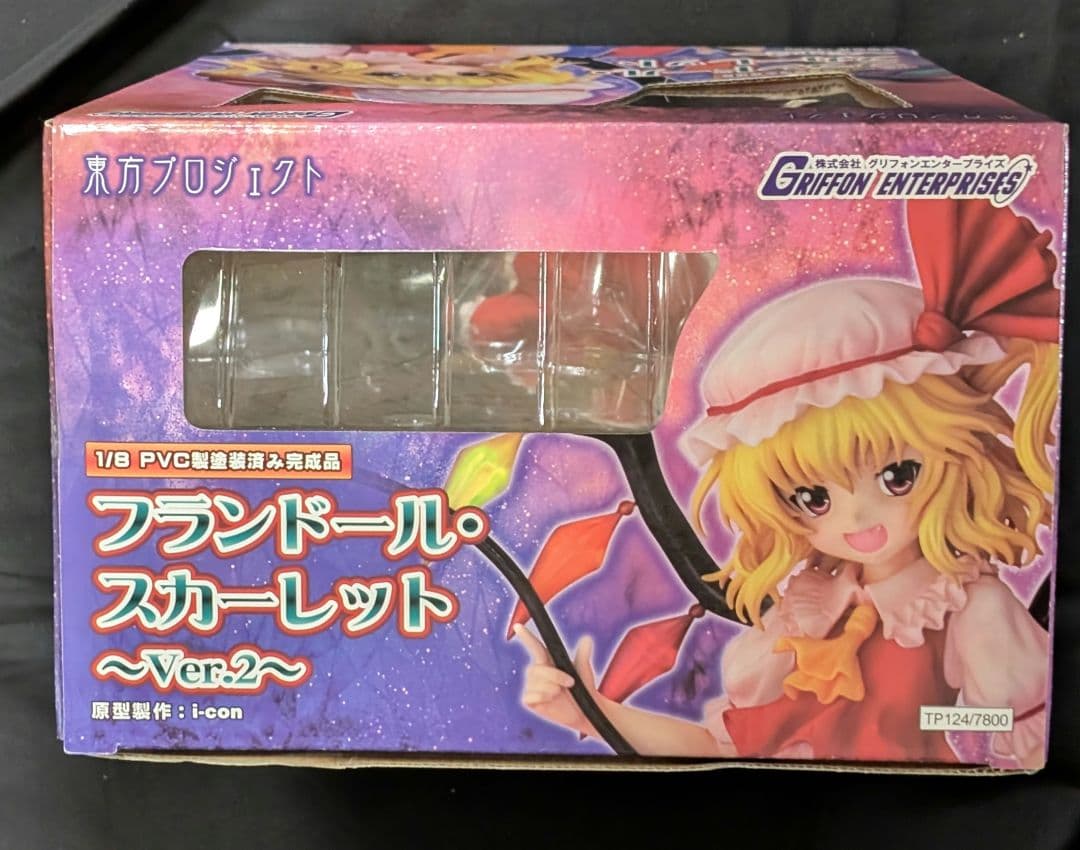 東方プロジェクト
株式会社 グリフォンエンタープライズ
GRIFFON ENTERPRISES
1/8 PVC製塗装済み完成品
フランドール・
スカーレット
～Ver.2～
原型製作：i-con
TP124/7800